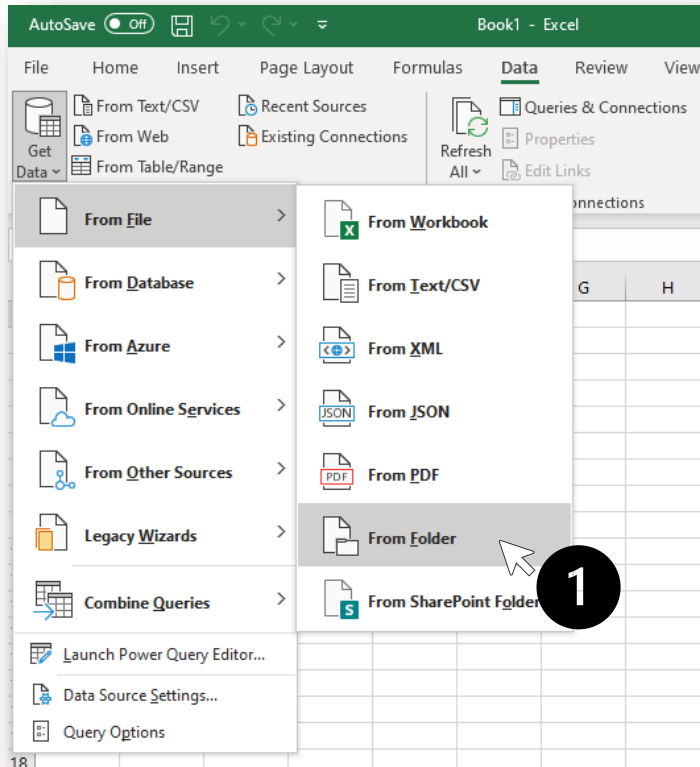 AutoSave Off Book1 - Excel
File Home Insert Page Layout Formulas Data Review View
Get Data
From Text/CSV
From Web
From Table/Range
Recent Sources
Existing Connections
Refresh All
Queries & Connections
Properties
Edit Links
onnections
From File
From Database
From Azure
From Online Services
From Other Sources
Legacy Wizards
Combine Queries
Launch Power Query Editor...
Data Source Settings...
Query Options
From Workbook
X
From Text/CSV
From XML
JSON
From JSON
PDF
From PDF
From Folder
S
From SharePoint Folder
1
G H
18